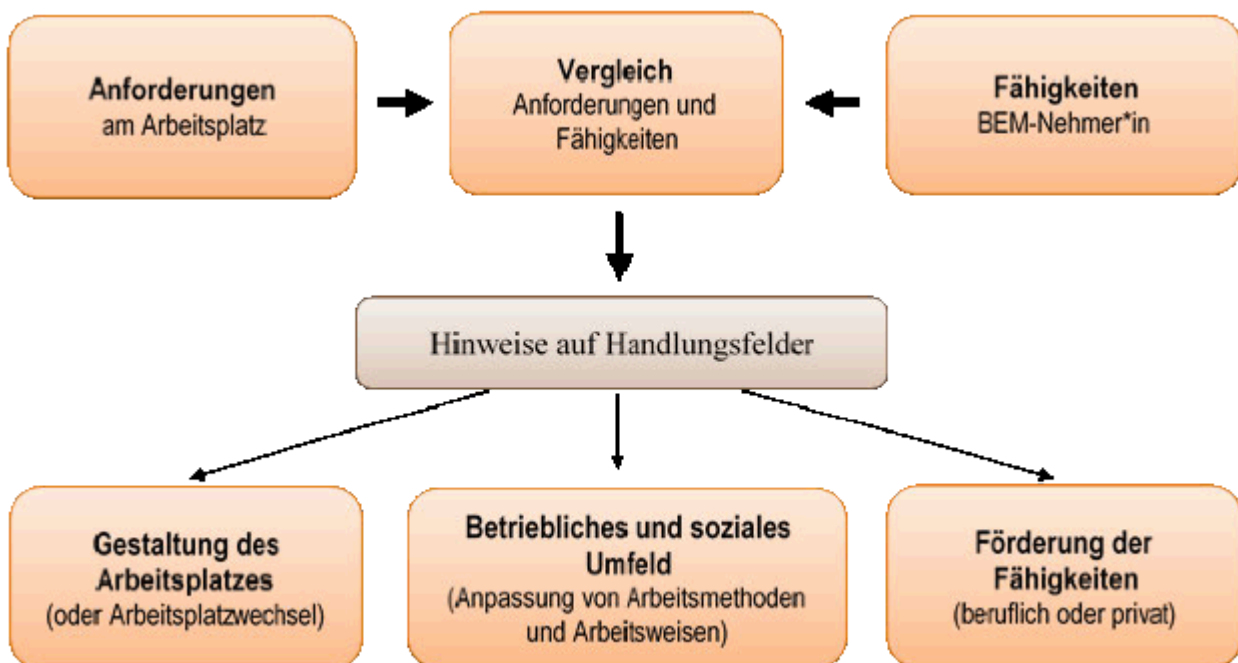 Anforderungen
am Arbeitsplatz
Vergleich
Anforderungen und
Fähigkeiten
Fähigkeiten
BEM-Nehmer*in
Hinweise auf Handlungsfelder
Gestaltung des
Arbeitsplatzes
(oder Arbeitsplatzwechsel)
Betriebliches und soziales
Umfeld
(Anpassung von Arbeitsmethoden
und Arbeitsweisen)
Förderung der
Fähigkeiten
(beruflich oder privat)